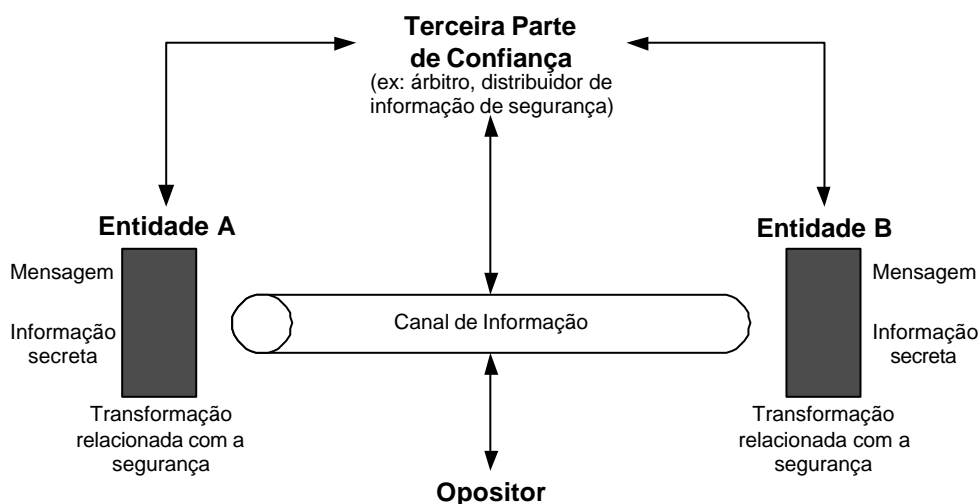 Terceira Parte
de Confiança
(ex: árbitro, distribuidor de
informação de segurança)
Entidade A
Entidade B
Mensagem
Mensagem
Canal de Informação
Informação
secreta
Informação
secreta
Transformação
relacionada com a
segurança
Transformação
relacionada com a
segurança
Opositor